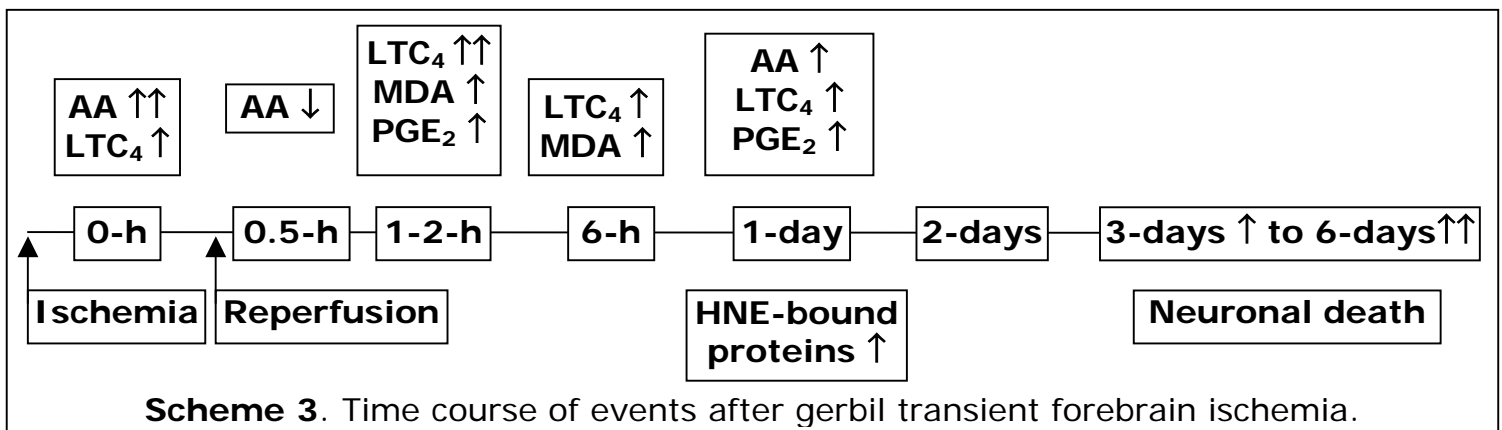 AA ↑↑
LTC₄ ↑
AA ↓
LTC₄ ↑↑
MDA ↑
PGE₂ ↑
LTC₄ ↑
MDA ↑
AA ↑
LTC₄ ↑
PGE₂ ↑
0-h
0.5-h
1-2-h
6-h
1-day
2-days
3-days ↑ to 6-days↑↑
Ischemia
Reperfusion
HNE-bound
proteins ↑
Neuronal death
Scheme 3. Time course of events after gerbil transient forebrain ischemia.